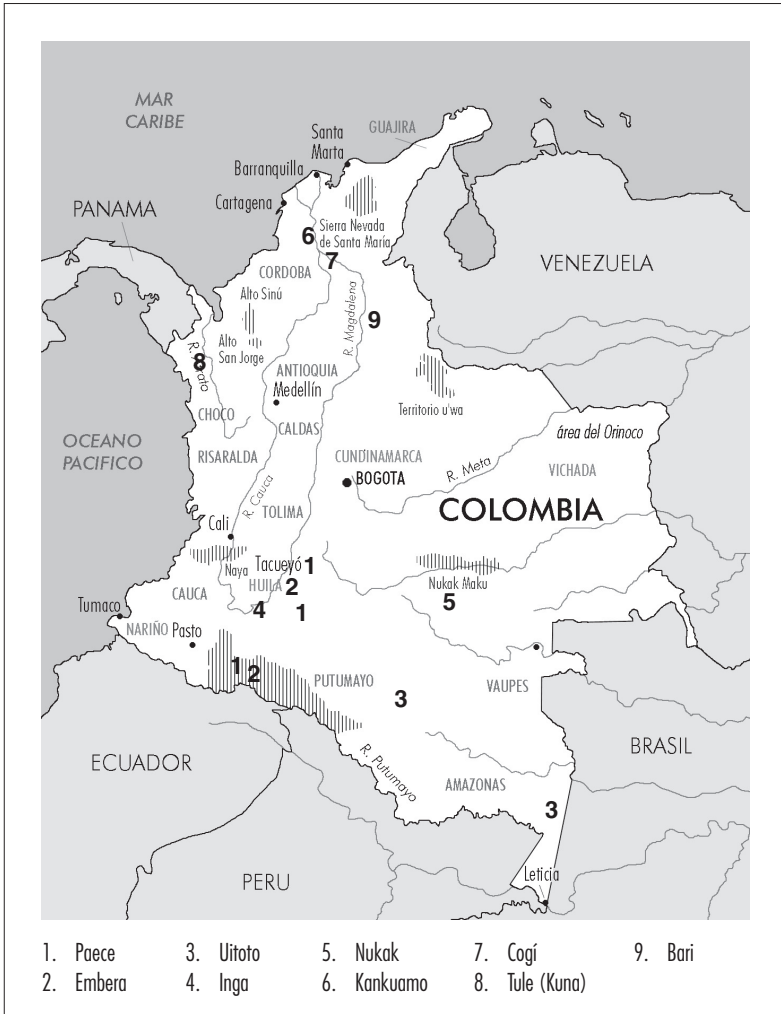 MAR
CARIBE
Santa
Marta
GUAJIRA
Barranquilla
Cartagena
PANAMA
Sierra Nevada
de Santa María
6
7
VENEZUELA
CORDOBA
Alto Sinú
R. Magdalena
9
Alto
San Jorge
8
ANTIOQUIA
Medellín
Territorio u'wa
CHOCO
CALDAS
área del Orinoco
OCEANO
PACIFICO
RISARALDA
CUNDINAMARCA
R. Meta
VICHADA
BOGOTA
R. Cauca
TOLIMA
COLOMBIA
Cali
Naya
Tacueyó 1
HUILA 2
Nukak Maku
5
CAUCA
4
1
Tumaco
NARIÑO Pasto
1
2
PUTUMAYO
3
VAUPES
BRASIL
ECUADOR
R. Putumayo
AMAZONAS
3
PERU
Leticia
1. Paece 3. Uitoto 5. Nukak 7. Cogí 9. Bari
2. Embera 4. Inga 6. Kankuamo 8. Tule (Kuna)